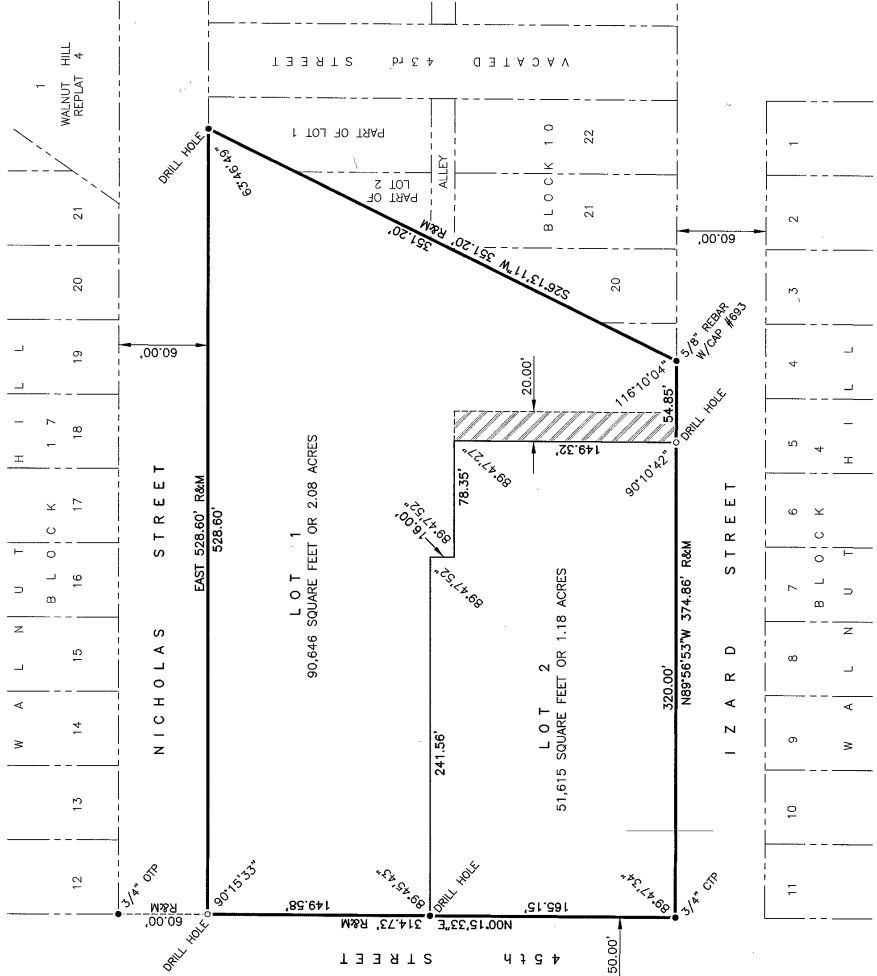 1
WALNUT HILL
REPLAT 4
VACATED 43rd STREET
WALNUT HILL
BLOCK 17
12
13
14
15
16
17
18
19
20
21
3/4" OTP
60.00'
R&M
DRILL HOLE
90°15'33"
NICHOLAS STREET
60.00'
EAST 528.60' R&M
528.60'
DRILL HOLE
63°46'49"
PART OF LOT 1
PART OF
LOT 2
ALLEY
BLOCK 10
22
21
20
351.20'
S26°13'11"W 351.20' R&M
LOT 1
90,646 SQUARE FEET OR 2.08 ACRES
149.58'
314.73' R&M
N00°15'33"E
89°45'43"
DRILL HOLE
241.56'
16.00'
89°47'52"
89°47'52"
78.35'
89°47'27"
20.00'
149.32'
116°10'04"
54.85'
5/8" REBAR
W/CAP #693
DRILL HOLE
90°10'42"
LOT 2
51,615 SQUARE FEET OR 1.18 ACRES
165.15'
89°47'34"
3/4" CTP
320.00'
N89°56'53"W 374.86' R&M
45th STREET
50.00'
IZARD STREET
60.00'
11
10
9
8
7
6
5
4
3
2
1
BLOCK 4
WALNUT HILL